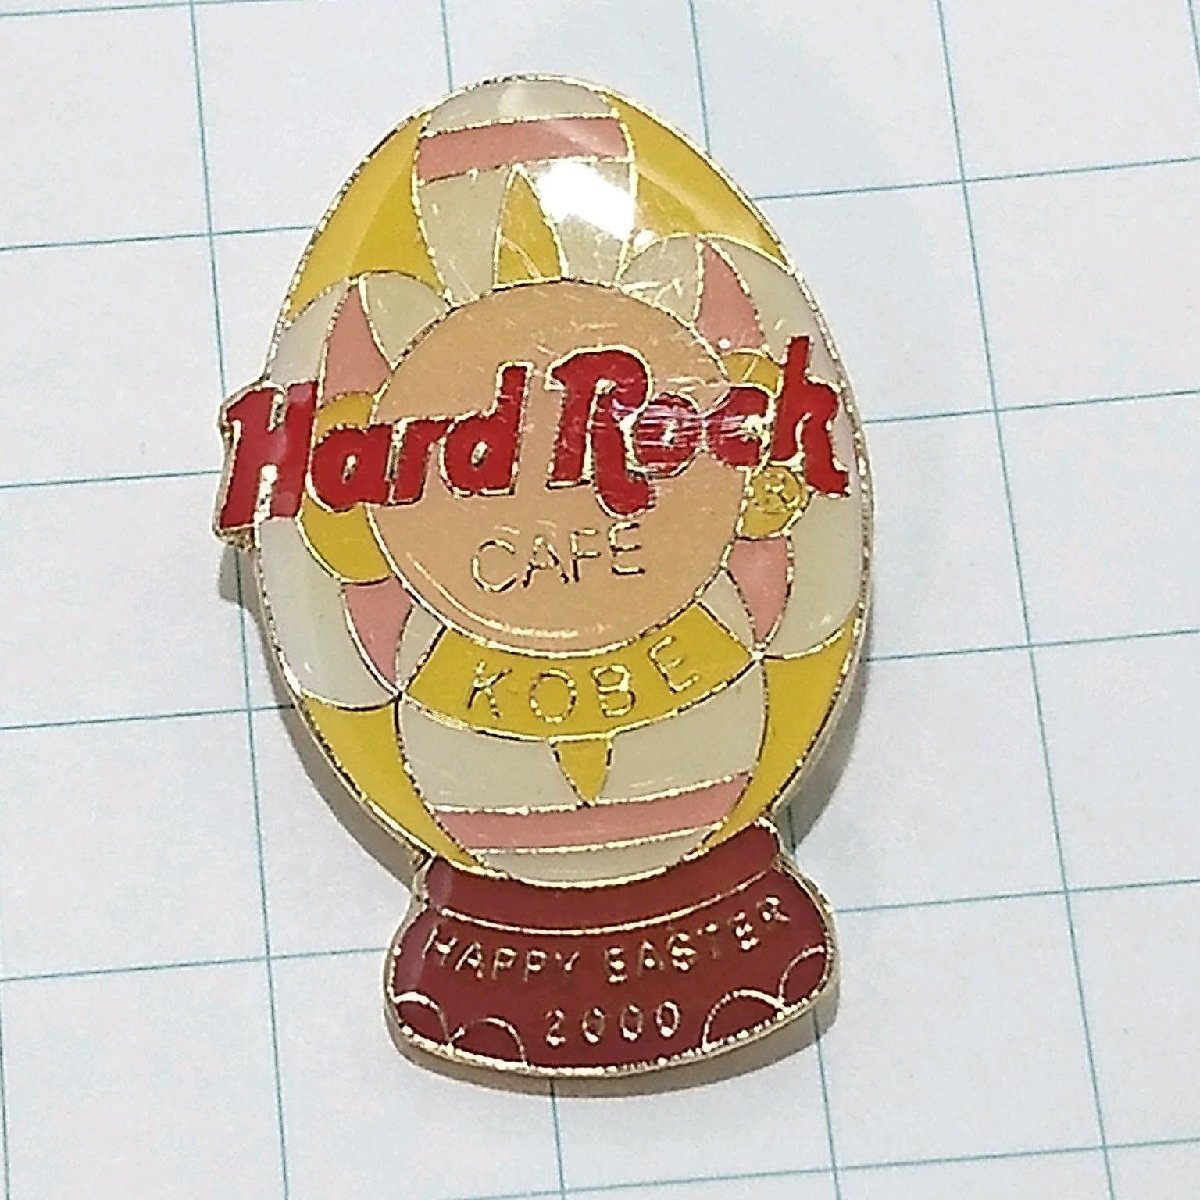 Hard Rock
®
CAFE
KOBE
HAPPY EASTER
2000